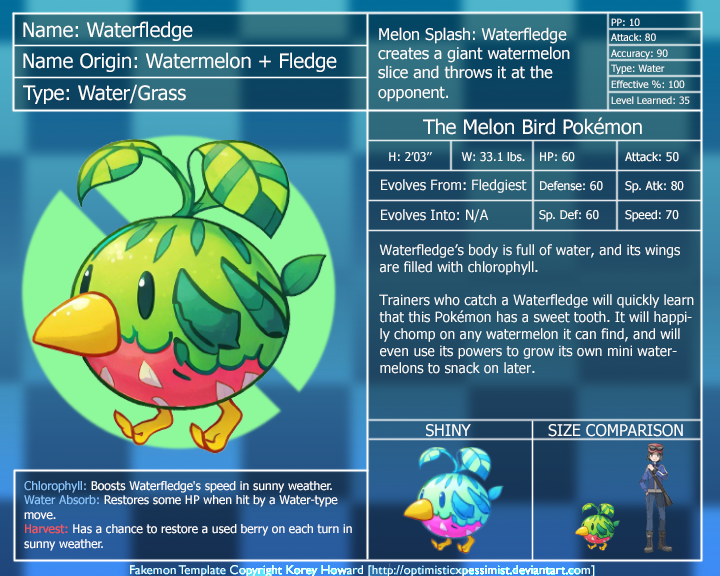 Name: Waterfledge
Name Origin: Watermelon + Fledge
Type: Water/Grass
Melon Splash: Waterfledge
creates a giant watermelon
slice and throws it at the
opponent.
PP: 10
Attack: 80
Accuracy: 90
Type: Water
Effective %: 100
Level Learned: 35
The Melon Bird Pokémon
H: 2'03"
W: 33.1 lbs.
HP: 60
Attack: 50
Evolves From: Fledgiest
Defense: 60
Sp. Atk: 80
Evolves Into: N/A
Sp. Def: 60
Speed: 70
Waterfledge's body is full of water, and its wings
are filled with chlorophyll.
Trainers who catch a Waterfledge will quickly learn
that this Pokémon has a sweet tooth. It will happi-
ly chomp on any watermelon it can find, and will
even use its powers to grow its own mini water-
melons to snack on later.
SHINY
SIZE COMPARISON
Chlorophyll: Boosts Waterfledge's speed in sunny weather.
Water Absorb: Restores some HP when hit by a Water-type
move.
Harvest: Has a chance to restore a used berry on each turn in
sunny weather.
Fakemon Template Copyright Korey Howard [http://optimisticxpessimist.deviantart.com]